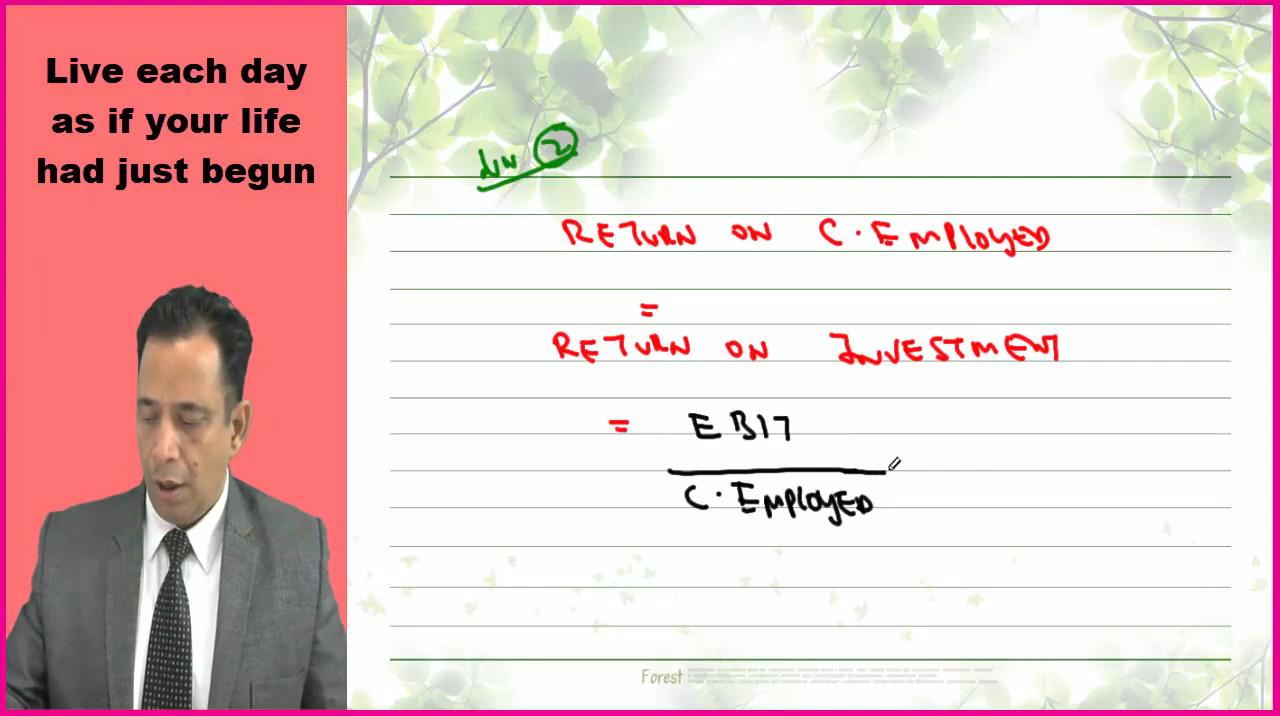 Live each day
as if your life
had just begun
2
RETURN ON C. EMPLOYED
=
RETURN ON INVESTMENT
= EBIT
C. EMPLOYED
Forest